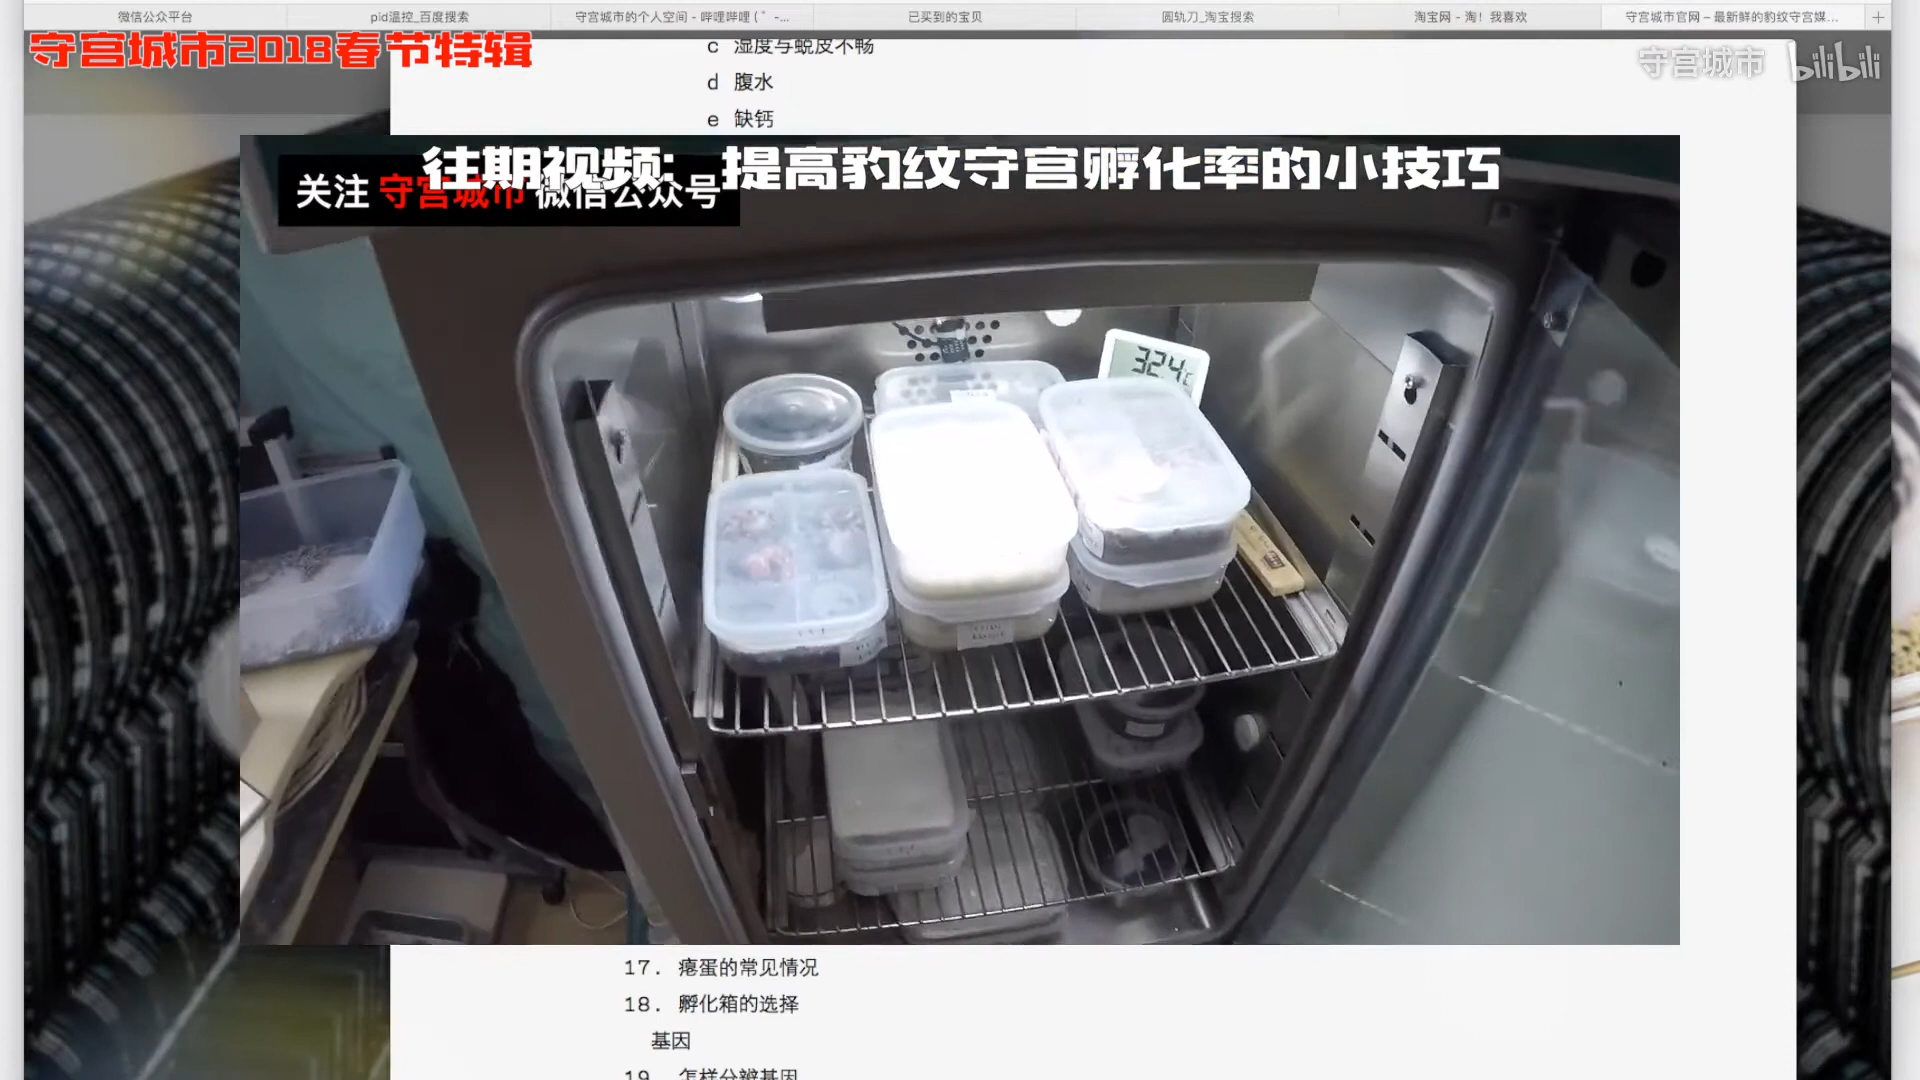 微信公众平台
pid温控_百度搜索
守宫城市的个人空间 - 哔哩哔哩 ( ゜-...
已买到的宝贝
圆轨刀_淘宝搜索
淘宝网 - 淘！我喜欢
守宫城市官网 – 最新鲜的豹纹守宫媒...
守宫城市2018春节特辑
守宫城市 bilibili
c 湿度与蜕皮不畅
d 腹水
e 缺钙
往期视频：提高豹纹守宫孵化率的小技巧
关注 守宫城市 微信公众号
32.4
17. 瘪蛋的常见情况
18. 孵化箱的选择
基因
19. 怎样分辨基因